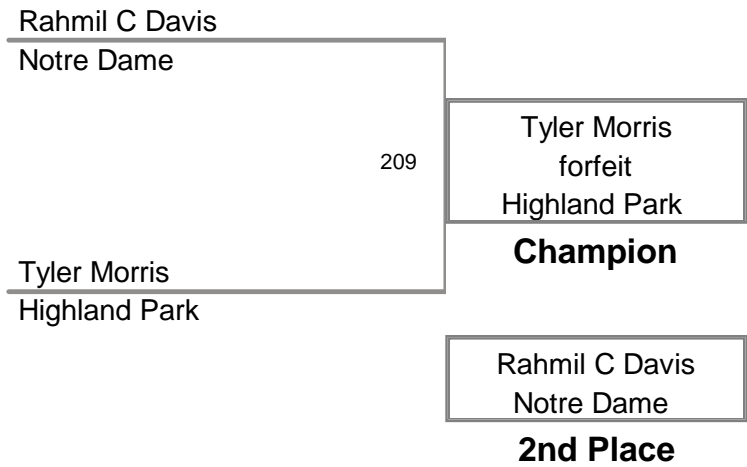 Rahmil C Davis
Notre Dame
209
Tyler Morris
forfeit
Highland Park
Champion
Tyler Morris
Highland Park
Rahmil C Davis
Notre Dame
2nd Place